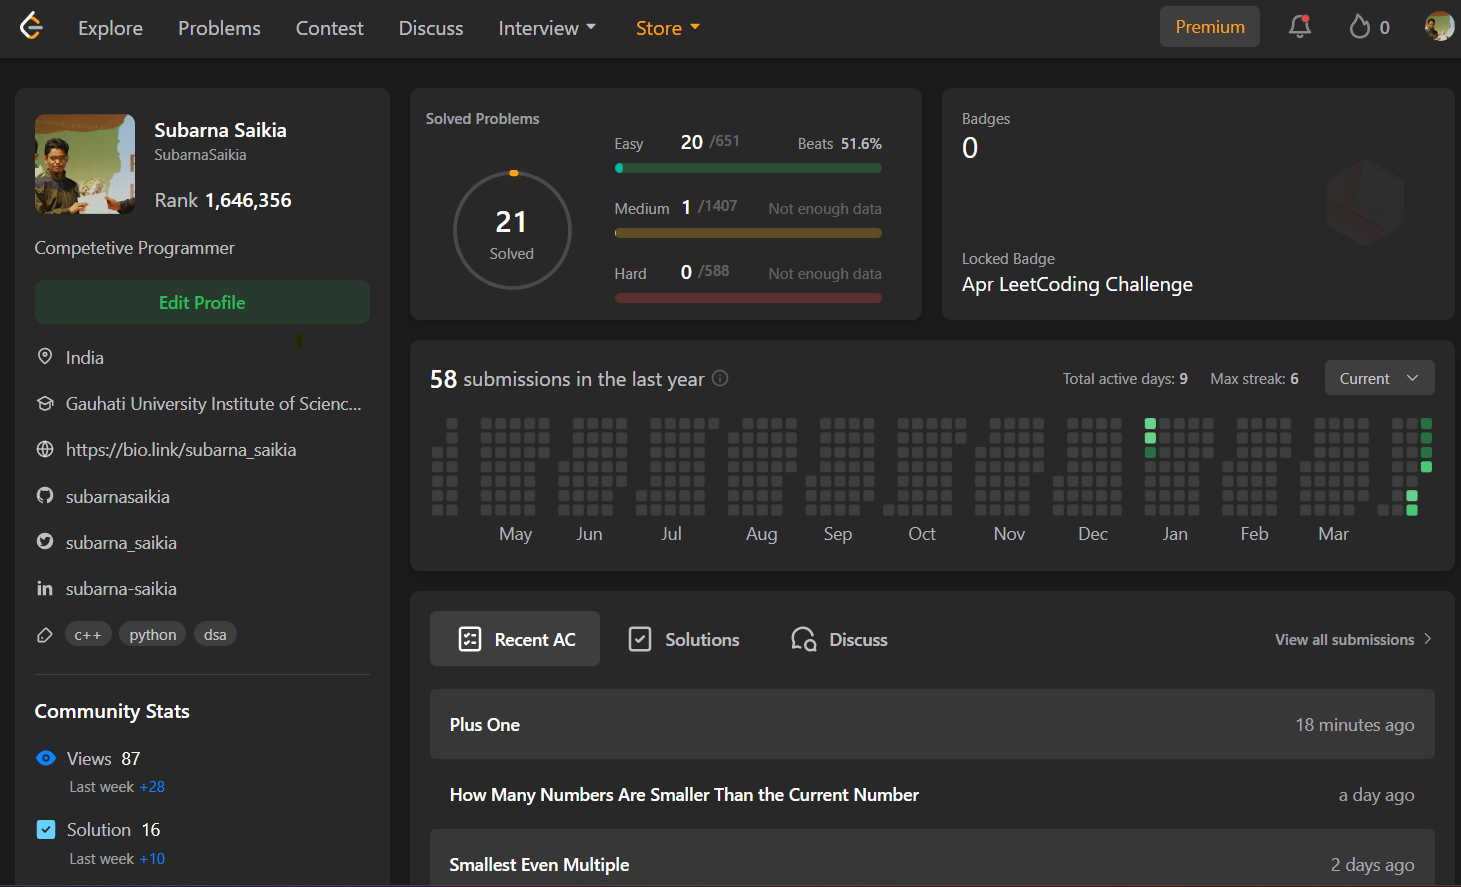 Explore Problems Contest Discuss Interview Store Premium 0
Subarna Saikia
SubarnaSaikia
Rank 1,646,356
Competetive Programmer
Edit Profile
India
Gauhati University Institute of Scienc...
https://bio.link/subarna_saikia
subarnasaikia
subarna_saikia
subarna-saikia
c++ python dsa
Community Stats
Views 87
Last week +28
Solution 16
Last week +10
Solved Problems
21
Solved
Easy 20 /651 Beats 51.6%
Medium 1 /1407 Not enough data
Hard 0 /588 Not enough data
Badges
0
Locked Badge
Apr LeetCoding Challenge
58 submissions in the last year Total active days: 9 Max streak: 6 Current
May Jun Jul Aug Sep Oct Nov Dec Jan Feb Mar
Recent AC Solutions Discuss View all submissions
Plus One 18 minutes ago
How Many Numbers Are Smaller Than the Current Number a day ago
Smallest Even Multiple 2 days ago